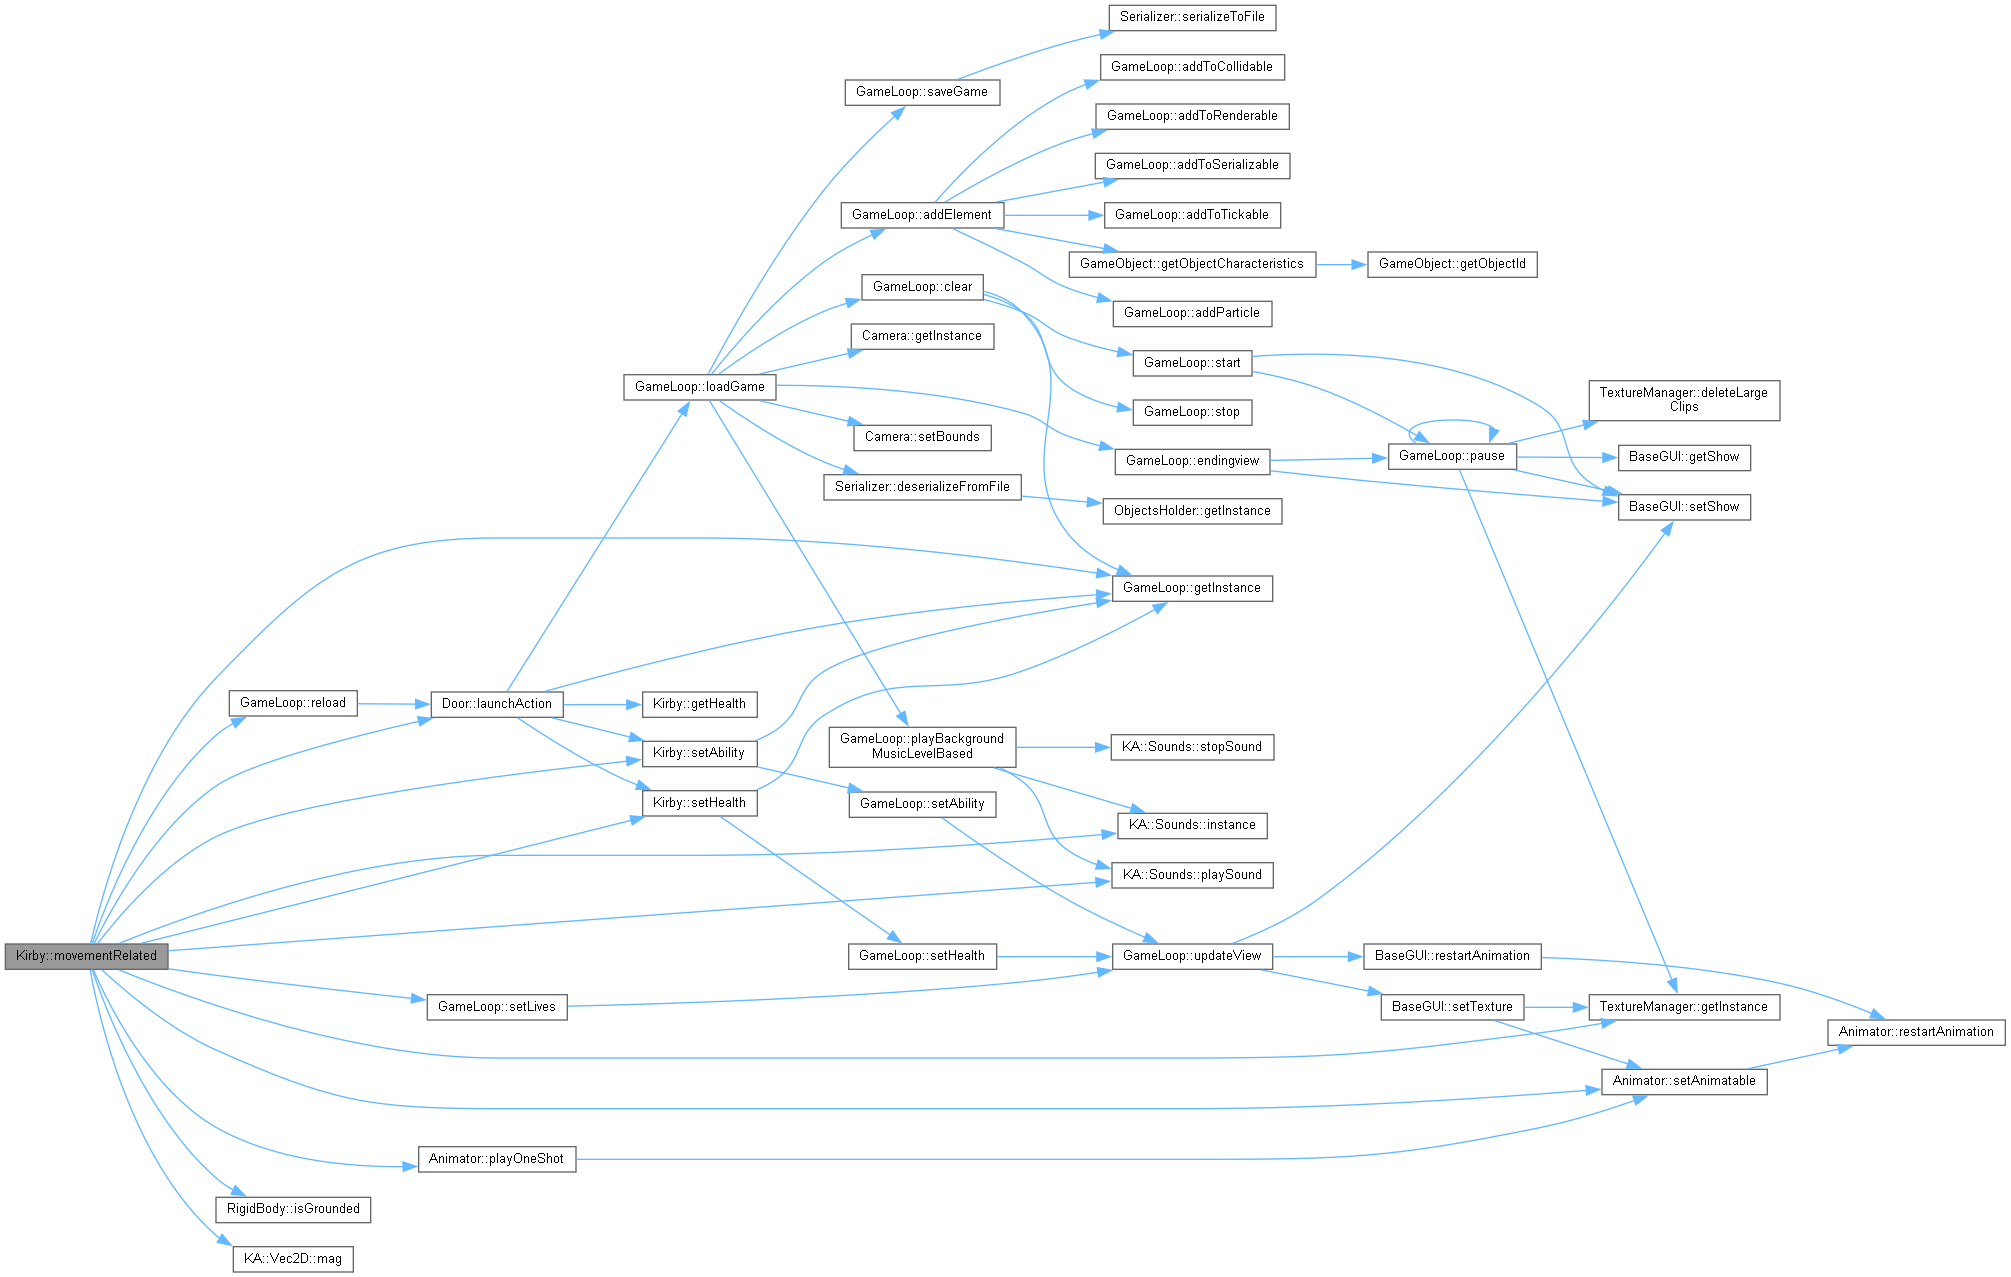 Serializer::serializeToFile
GameLoop::addToCollidable
GameLoop::saveGame
GameLoop::addToRenderable
GameLoop::addToSerializable
GameLoop::addElement
GameLoop::addToTickable
GameObject::getObjectCharacteristics
GameObject::getObjectId
GameLoop::clear
GameLoop::addParticle
Camera::getInstance
GameLoop::start
GameLoop::loadGame
TextureManager::deleteLarge
Clips
GameLoop::stop
Camera::setBounds
GameLoop::pause
BaseGUI::getShow
GameLoop::endingview
Serializer::deserializeFromFile
BaseGUI::setShow
ObjectsHolder::getInstance
GameLoop::getInstance
GameLoop::reload
Door::launchAction
Kirby::getHealth
GameLoop::playBackground
MusicLevelBased
KA::Sounds::stopSound
Kirby::setAbility
Kirby::setHealth
GameLoop::setAbility
KA::Sounds::instance
KA::Sounds::playSound
Kirby::movementRelated
GameLoop::setHealth
GameLoop::updateView
BaseGUI::restartAnimation
GameLoop::setLives
BaseGUI::setTexture
TextureManager::getInstance
Animator::restartAnimation
Animator::setAnimatable
Animator::playOneShot
RigidBody::isGrounded
KA::Vec2D::mag